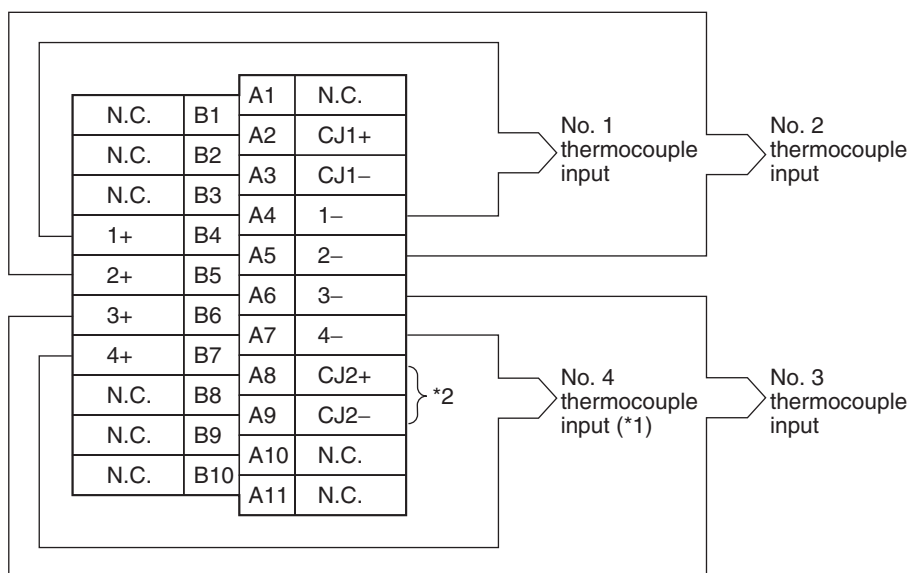 N.C. B1
N.C. B2
N.C. B3
1+ B4
2+ B5
3+ B6
4+ B7
N.C. B8
N.C. B9
N.C. B10
A1 N.C.
A2 CJ1+
A3 CJ1−
A4 1−
A5 2−
A6 3−
A7 4−
A8 CJ2+
A9 CJ2−
A10 N.C.
A11 N.C.
*2
No. 1
thermocouple
input
No. 2
thermocouple
input
No. 4
thermocouple
input (*1)
No. 3
thermocouple
input